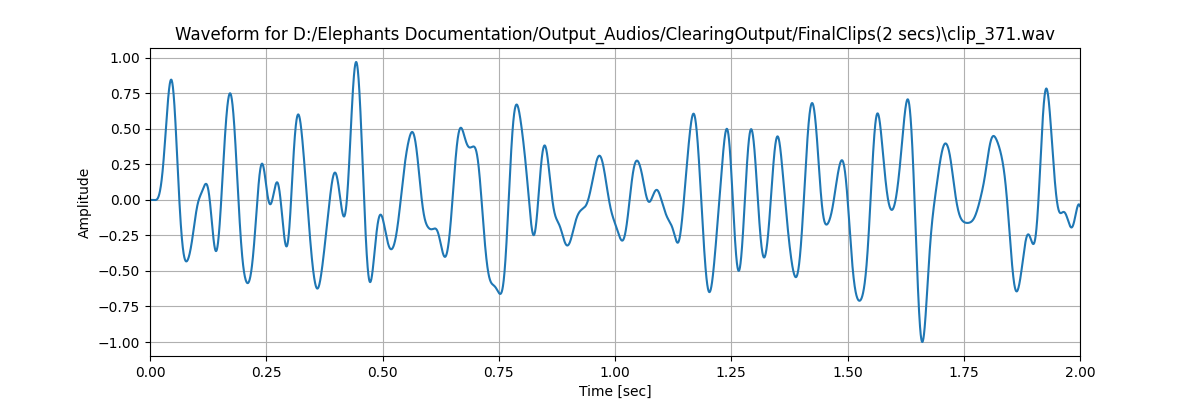 Waveform for D:/Elephants Documentation/Output_Audios/ClearingOutput/FinalClips(2 secs)\clip_371.wav
1.00
0.75
0.50
0.25
0.00
−0.25
−0.50
−0.75
−1.00
Amplitude
0.00 0.25 0.50 0.75 1.00 1.25 1.50 1.75 2.00
Time [sec]